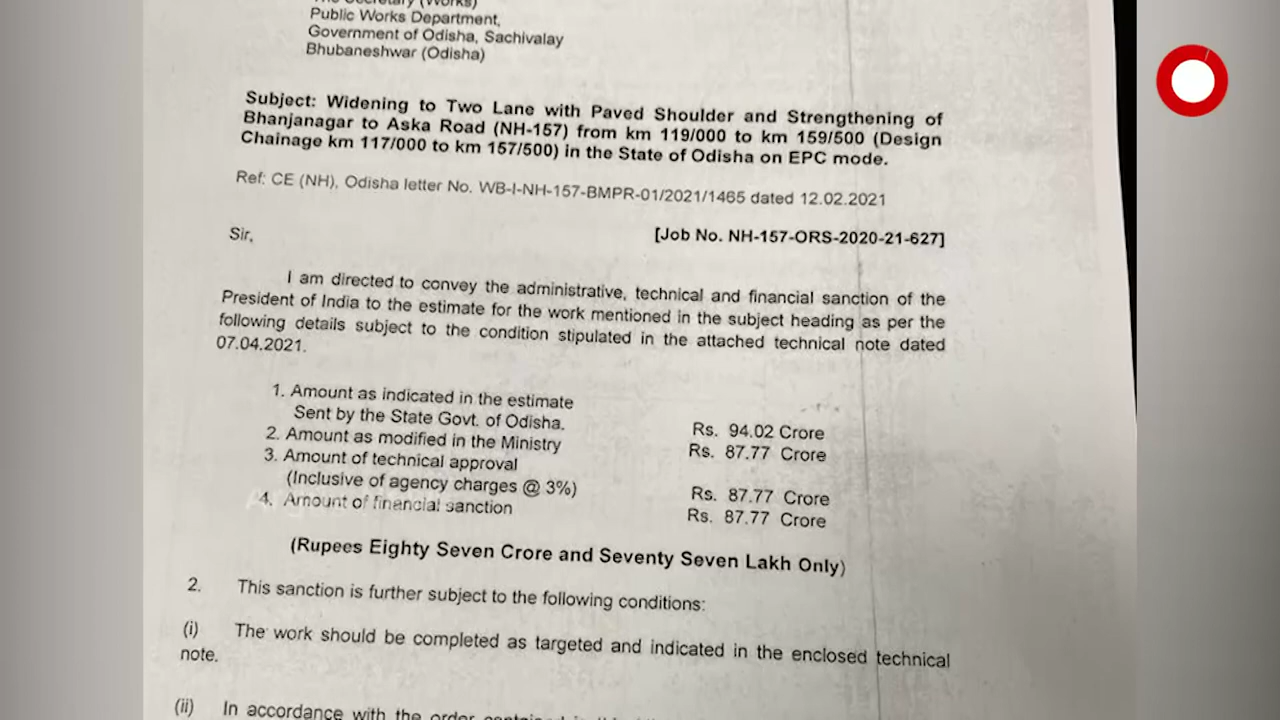 The Secretary (Works)
Public Works Department,
Government of Odisha, Sachivalay
Bhubaneshwar (Odisha)
Subject: Widening to Two Lane with Paved Shoulder and Strengthening of
Bhanjanagar to Aska Road (NH-157) from km 119/000 to km 159/500 (Design
Chainage km 117/000 to km 157/500) in the State of Odisha on EPC mode.
Ref: CE (NH), Odisha letter No. WB-I-NH-157-BMPR-01/2021/1465 dated 12.02.2021
Sir,
[Job No. NH-157-ORS-2020-21-627]
I am directed to convey the administrative, technical and financial sanction of the
President of India to the estimate for the work mentioned in the subject heading as per the
following details subject to the condition stipulated in the attached technical note dated
07.04.2021.
1. Amount as indicated in the estimate
Sent by the State Govt. of Odisha. Rs. 94.02 Crore
2. Amount as modified in the Ministry Rs. 87.77 Crore
3. Amount of technical approval
(Inclusive of agency charges @ 3%) Rs. 87.77 Crore
4. Amount of financial sanction Rs. 87.77 Crore
(Rupees Eighty Seven Crore and Seventy Seven Lakh Only)
2. This sanction is further subject to the following conditions:
(i) The work should be completed as targeted and indicated in the enclosed technical
note.
(ii) In accordance with the order contained in